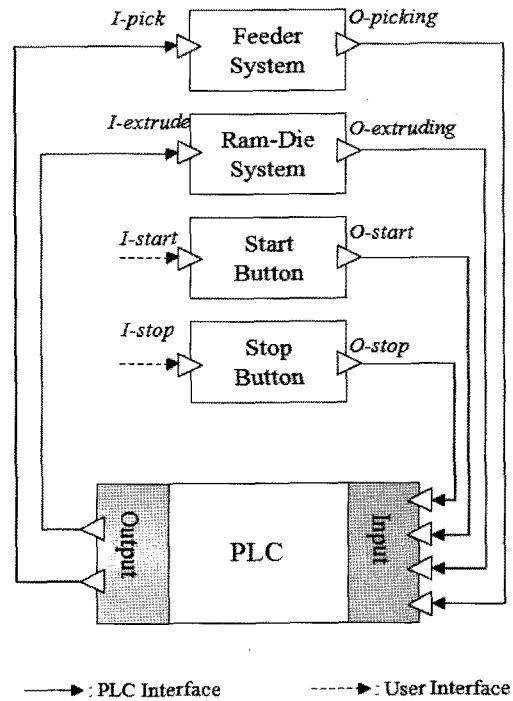 I-pick
Feeder
System
O-picking
I-extrude
Ram-Die
System
O-extruding
I-start
Start
Button
O-start
I-stop
Stop
Button
O-stop
Output
PLC
Input
: PLC Interface
: User Interface